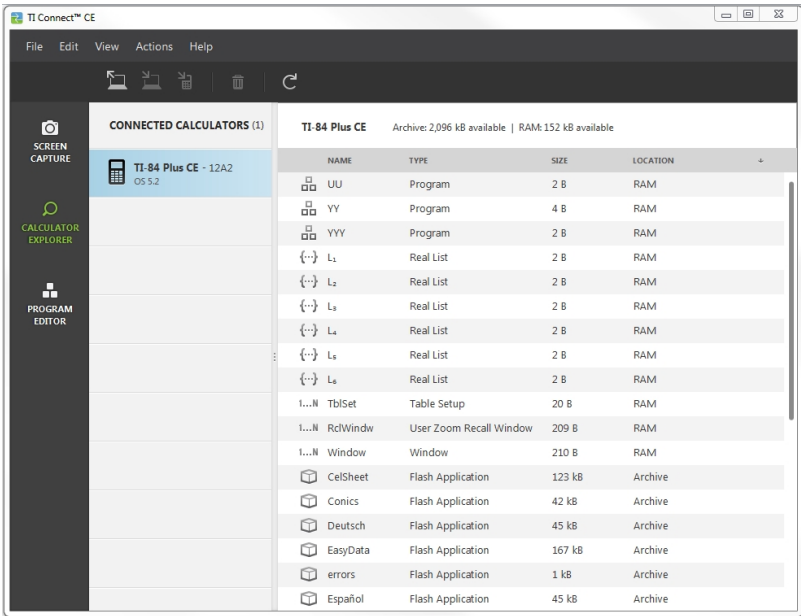 TI Connect™ CE
File Edit View Actions Help
SCREEN
CAPTURE
CALCULATOR
EXPLORER
PROGRAM
EDITOR
CONNECTED CALCULATORS (1)
TI-84 Plus CE - 12A2
OS 5.2
TI-84 Plus CE Archive: 2,096 kB available | RAM: 152 kB available
NAME TYPE SIZE LOCATION
UU Program 2 B RAM
YY Program 4 B RAM
YYY Program 2 B RAM
{···} L₁ Real List 2 B RAM
{···} L₂ Real List 2 B RAM
{···} L₃ Real List 2 B RAM
{···} L₄ Real List 2 B RAM
{···} L₅ Real List 2 B RAM
{···} L₆ Real List 2 B RAM
1...N TblSet Table Setup 20 B RAM
1...N RclWindw User Zoom Recall Window 209 B RAM
1...N Window Window 210 B RAM
CelSheet Flash Application 123 kB Archive
Conics Flash Application 42 kB Archive
Deutsch Flash Application 45 kB Archive
EasyData Flash Application 167 kB Archive
errors Flash Application 1 kB Archive
Español Flash Application 45 kB Archive